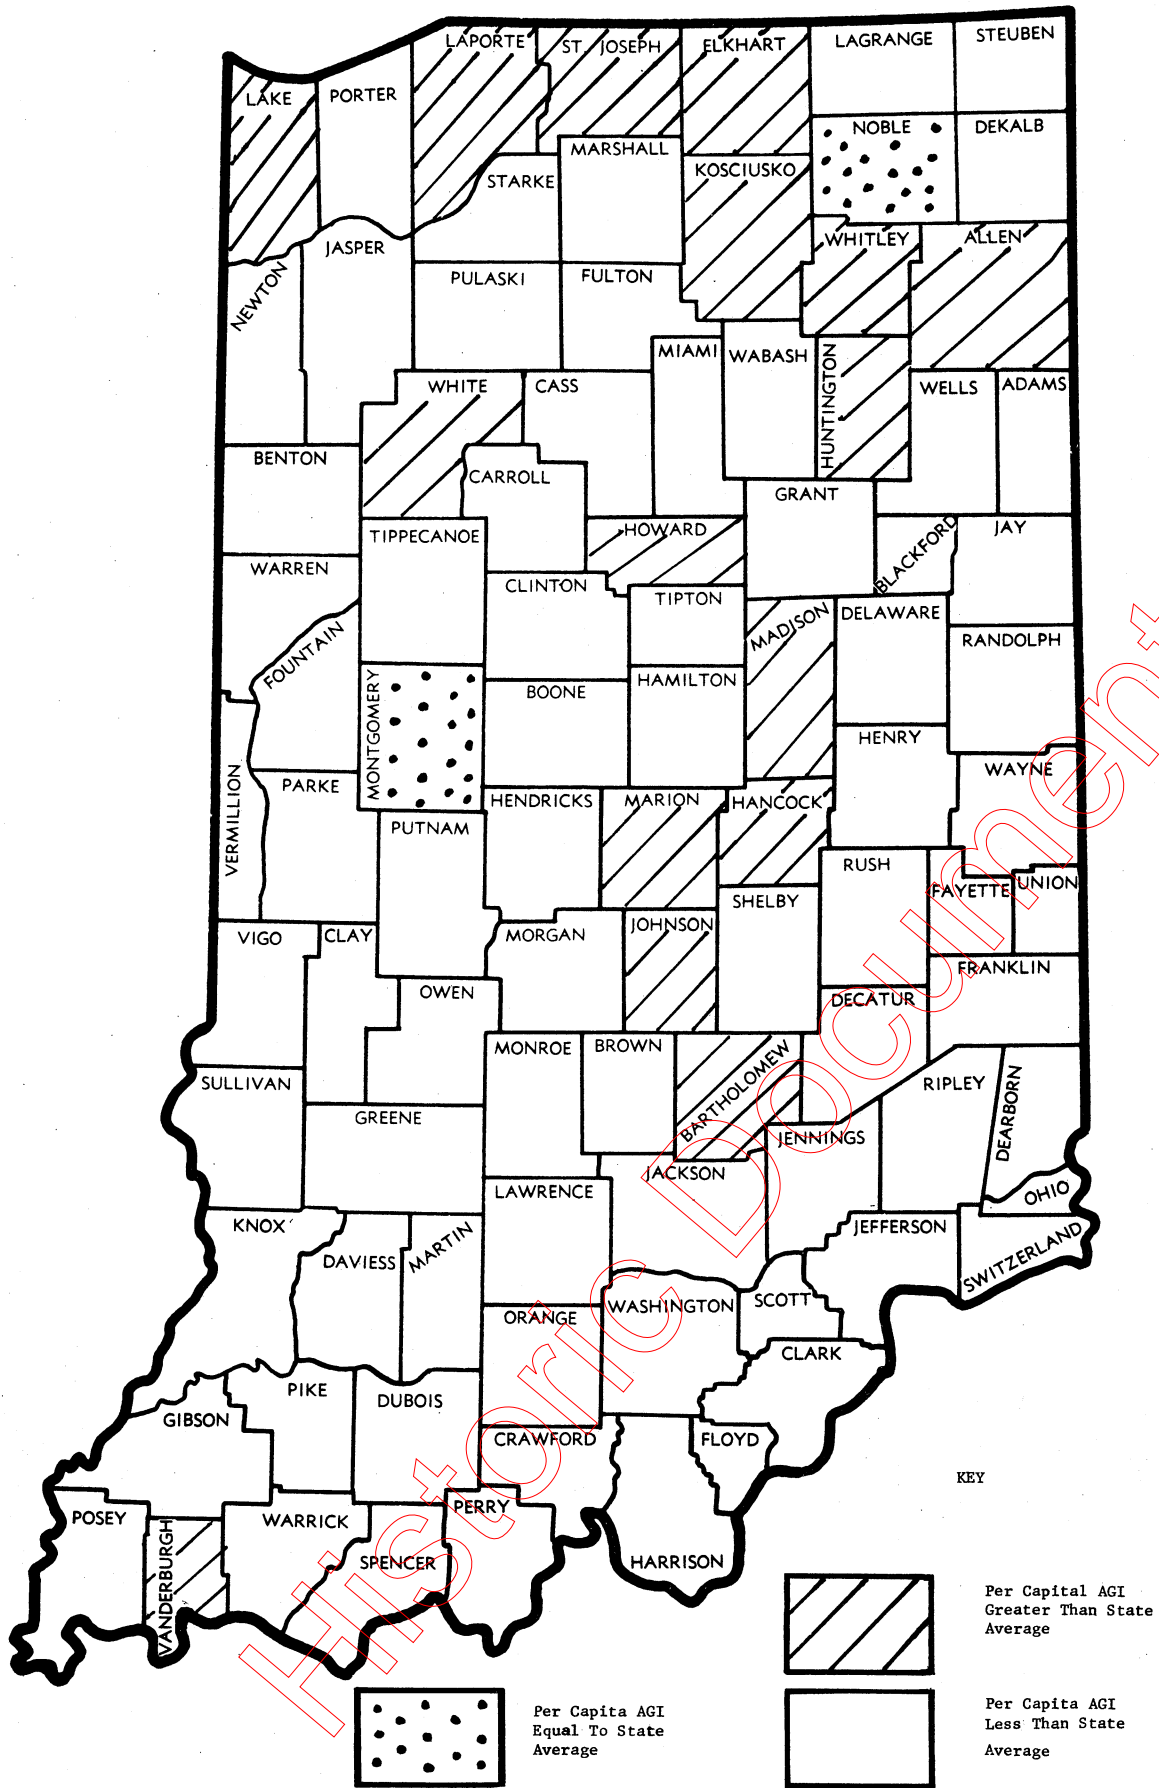 LAPORTE
ST. JOSEPH
ELKHART
LAGRANGE
STEUBEN
LAKE
PORTER
NOBLE
DEKALB
MARSHALL
KOSCIUSKO
STARKE
WHITLEY
ALLEN
JASPER
NEWTON
PULASKI
FULTON
MIAMI
WABASH
HUNTINGTON
WHITE
CASS
WELLS
ADAMS
BENTON
CARROLL
GRANT
TIPPECANOE
HOWARD
BLACKFORD
JAY
WARREN
CLINTON
TIPTON
MADISON
DELAWARE
RANDOLPH
FOUNTAIN
MONTGOMERY
BOONE
HAMILTON
HENRY
WAYNE
VERMILLION
PARKE
HENDRICKS
MARION
HANCOCK
PUTNAM
RUSH
FAYETTE
UNION
SHELBY
VIGO
CLAY
MORGAN
JOHNSON
FRANKLIN
OWEN
DECATUR
MONROE
BROWN
BARTHOLOMEW
SULLIVAN
RIPLEY
DEARBORN
GREENE
JENNINGS
JACKSON
LAWRENCE
OHIO
KNOX
DAVIESS
MARTIN
JEFFERSON
SWITZERLAND
ORANGE
WASHINGTON
SCOTT
CLARK
PIKE
DUBOIS
GIBSON
CRAWFORD
FLOYD
POSEY
VANDERBURGH
WARRICK
PERRY
SPENCER
HARRISON
KEY
Per Capital AGI
Greater Than State
Average
Per Capita AGI
Equal To State
Average
Per Capita AGI
Less Than State
Average
Historic Document